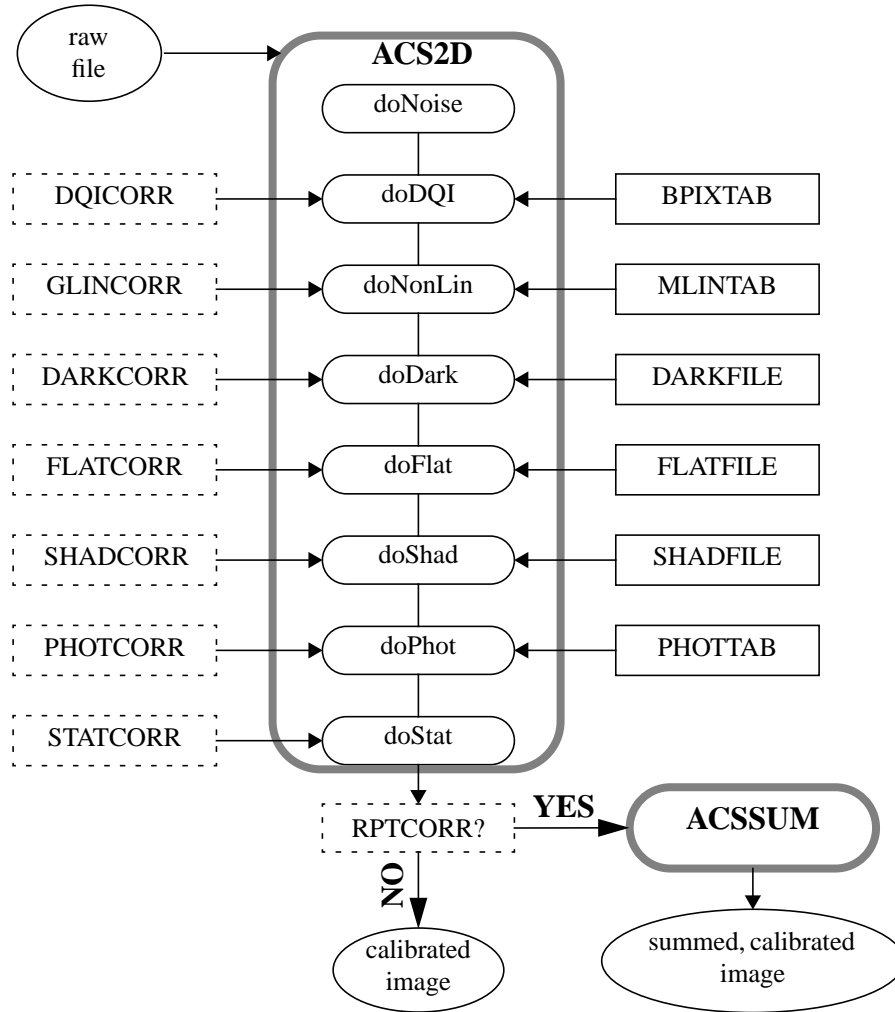 raw
file
ACS2D
doNoise
DQICORR
doDQI
BPIXTAB
GLINCORR
doNonLin
MLINTAB
DARKCORR
doDark
DARKFILE
FLATCORR
doFlat
FLATFILE
SHADCORR
doShad
SHADFILE
PHOTCORR
doPhot
PHOTTAB
STATCORR
doStat
RPTCORR?
YES
ACSSUM
NO
calibrated
image
summed, calibrated
image